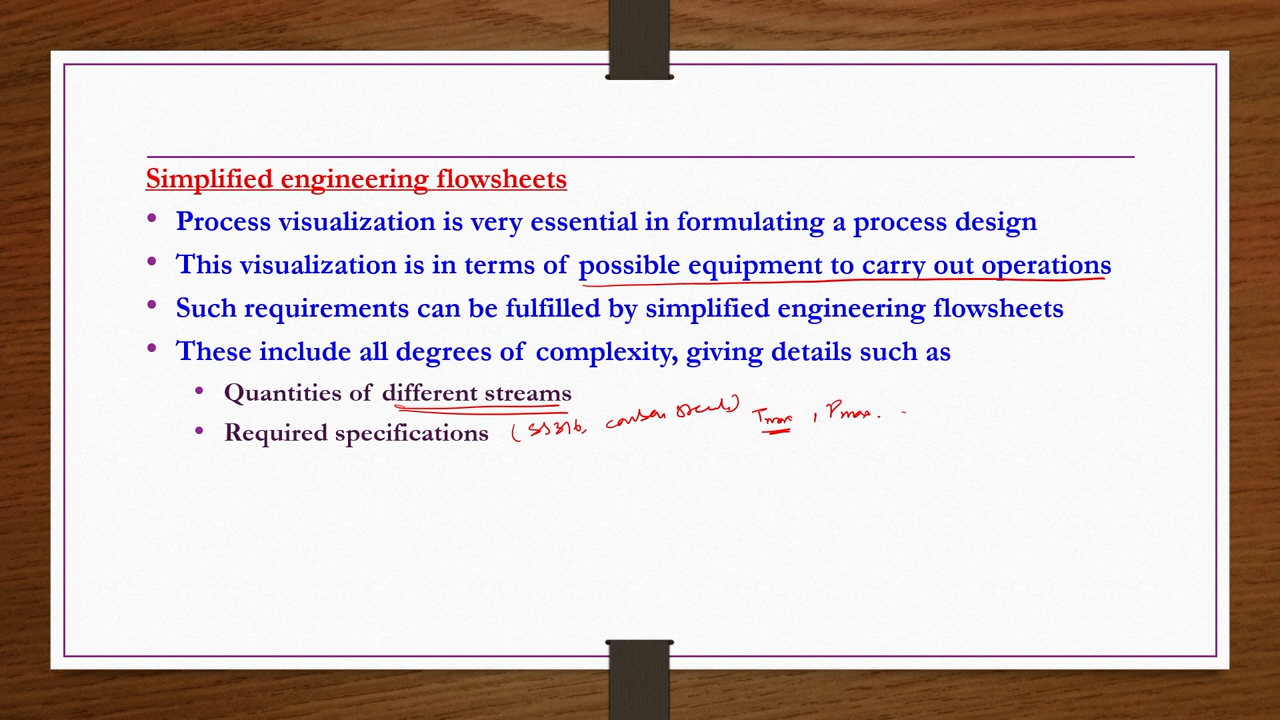 Simplified engineering flowsheets
• Process visualization is very essential in formulating a process design
• This visualization is in terms of possible equipment to carry out operations
• Such requirements can be fulfilled by simplified engineering flowsheets
• These include all degrees of complexity, giving details such as
• Quantities of different streams
• Required specifications (SS316, carbon steels) Tmax, Pmax. .